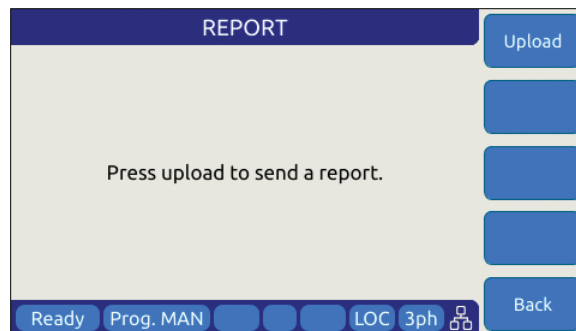 REPORT
Upload
Press upload to send a report.
Back
Ready Prog. MAN LOC 3ph